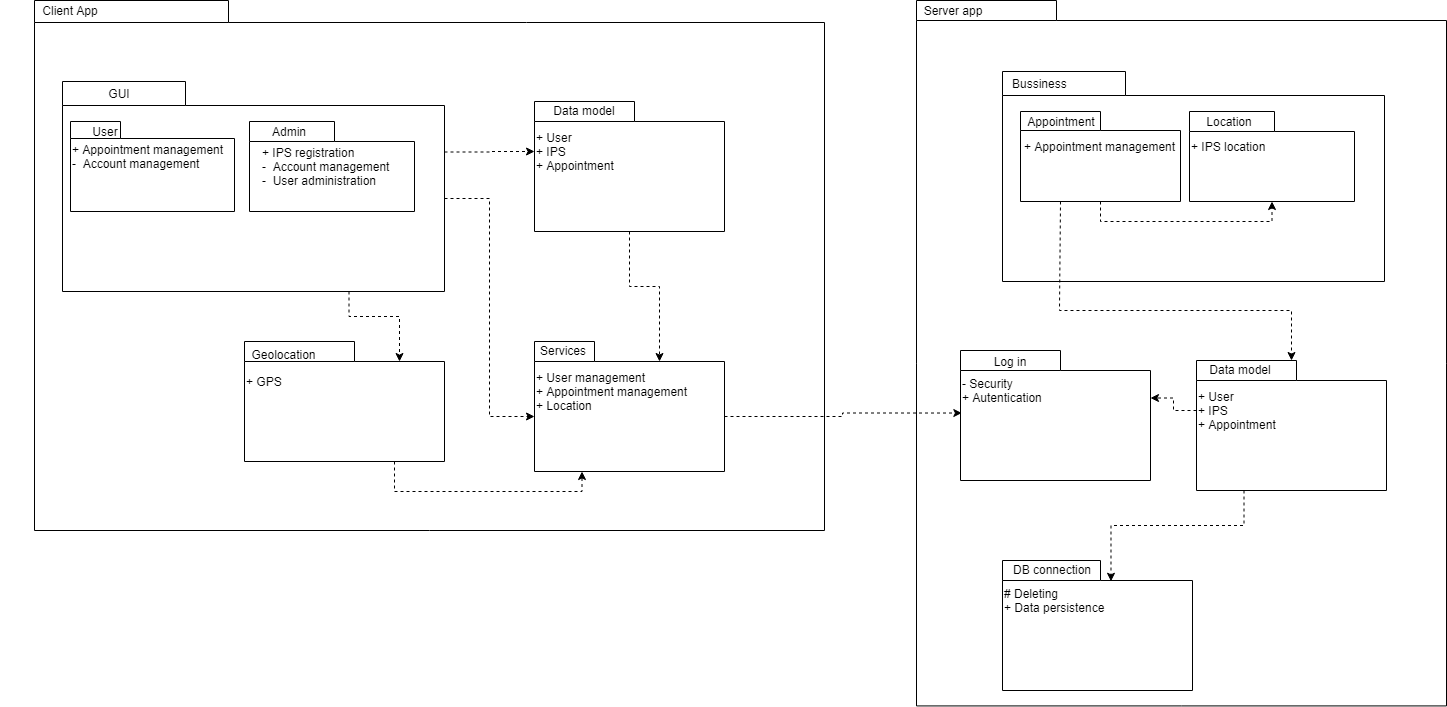 Client App
GUI
User
+ Appointment management
- Account management
Admin
+ IPS registration
- Account management
- User administration
Data model
+ User
+ IPS
+ Appointment
Geolocation
+ GPS
Services
+ User management
+ Appointment management
+ Location
Server app
Bussiness
Appointment
+ Appointment management
Location
+ IPS location
Log in
- Security
+ Autentication
Data model
+ User
+ IPS
+ Appointment
DB connection
# Deleting
+ Data persistence